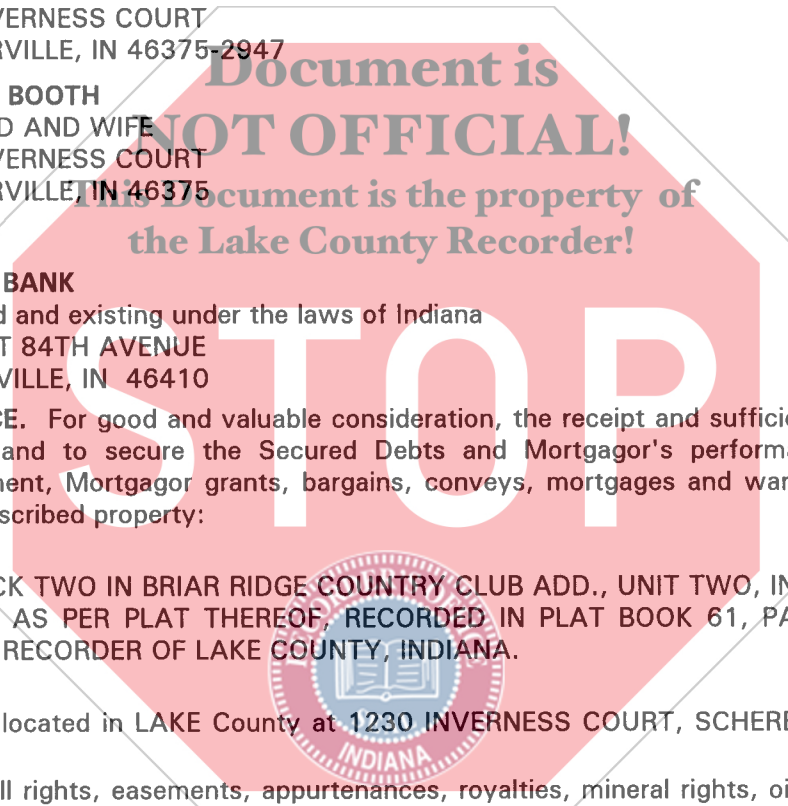 VERNESS COURT
RVILLE, IN 46375-2947
BOOTH
D AND WIFE
VERNESS COURT
RVILLE, IN 46375
Document is
NOT OFFICIAL!
This Document is the property of
the Lake County Recorder!
BANK
d and existing under the laws of Indiana
T 84TH AVENUE
VILLE, IN 46410
STOP
CE. For good and valuable consideration, the receipt and suffici
and to secure the Secured Debts and Mortgagor's perform
ment, Mortgagor grants, bargains, conveys, mortgages and war
scribed property:
CK TWO IN BRIAR RIDGE COUNTRY CLUB ADD., UNIT TWO, IN
AS PER PLAT THEREOF, RECORDED IN PLAT BOOK 61, PA
RECORDER OF LAKE COUNTY, INDIANA.
located in LAKE County at 1230 INVERNESS COURT, SCHERE
INDIANA
ll rights, easements, appurtenances, royalties, mineral rights, oi